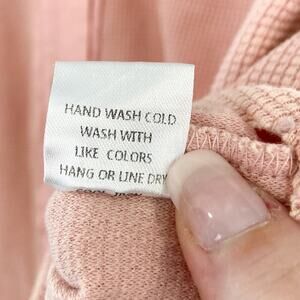 HAND WASH COLD
WASH WITH
LIKE COLORS
HANG OR LINE DRY